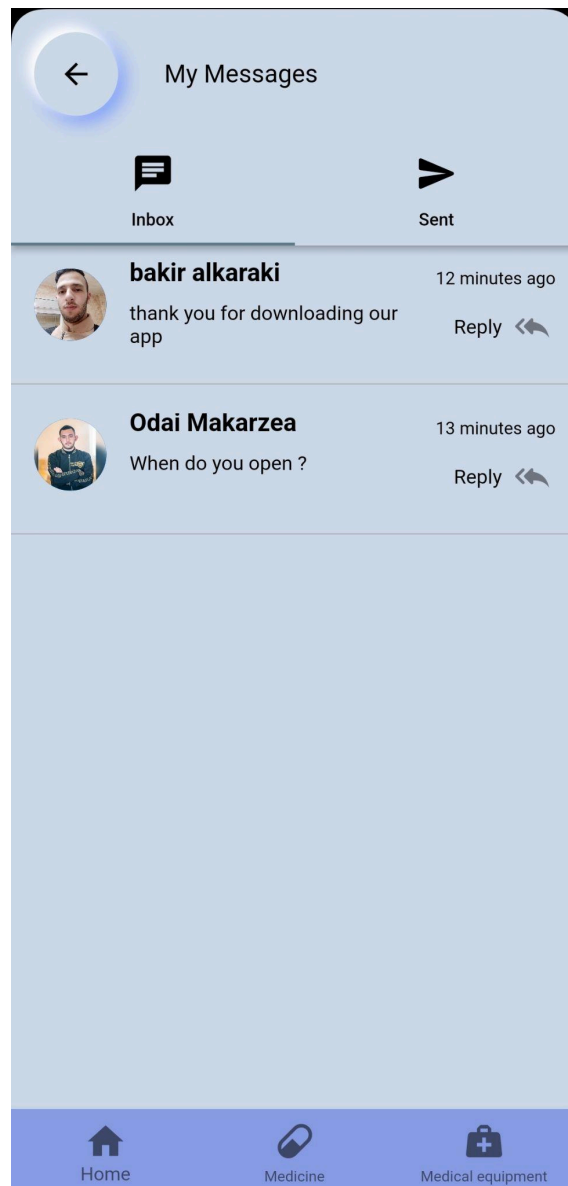 My Messages
Inbox
Sent
bakir alkaraki
12 minutes ago
thank you for downloading our
app
Reply
Odai Makarzea
13 minutes ago
When do you open ?
Reply
Home
Medicine
Medical equipment